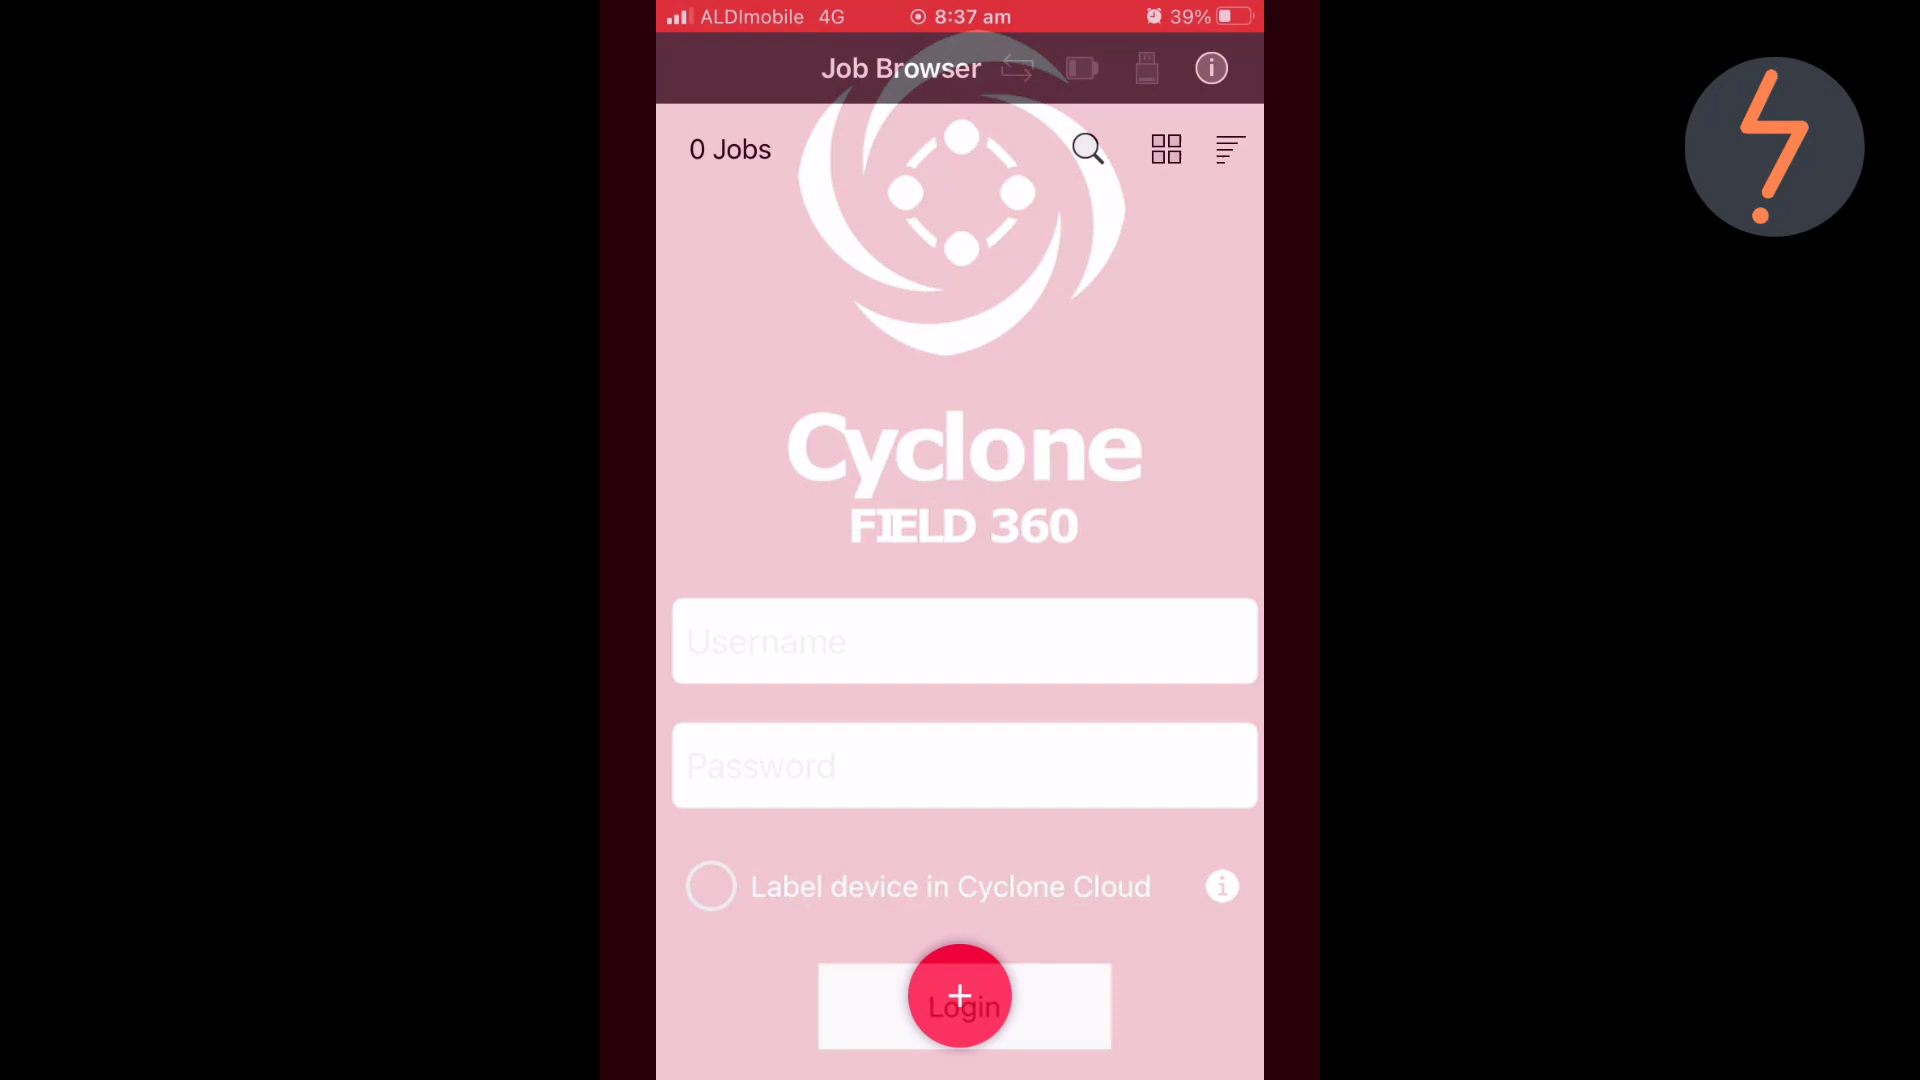 ALDImobile 4G 8:37 am 39%
Job Browser
0 Jobs
Cyclone
FIELD 360
Username
Password
Label device in Cyclone Cloud
Login